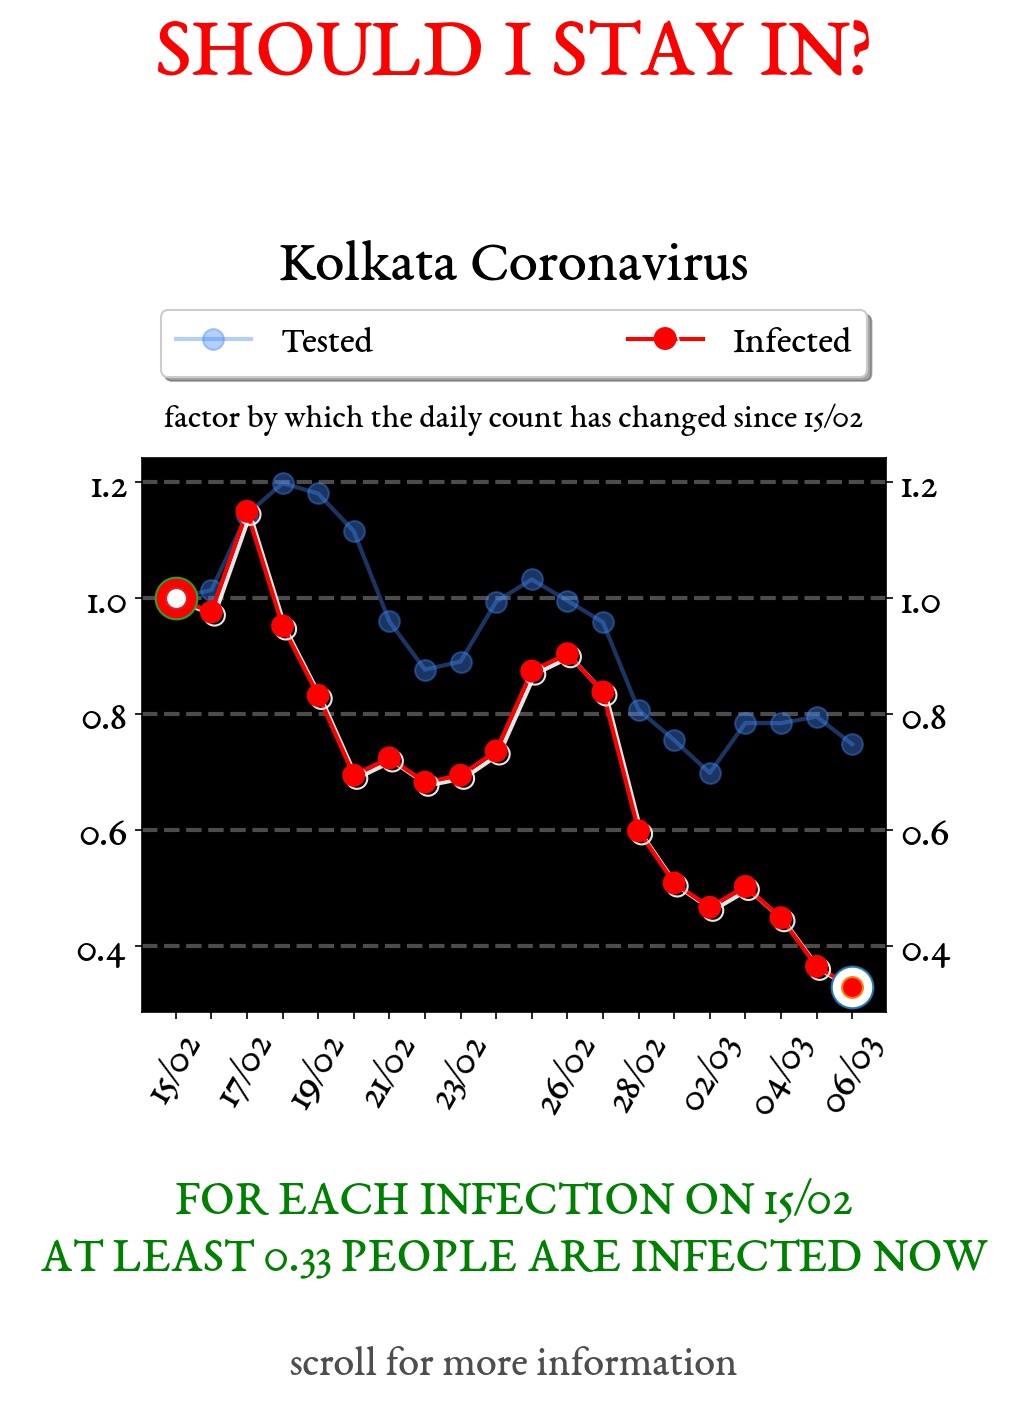 SHOULD I STAY IN?
Kolkata Coronavirus
Tested Infected
factor by which the daily count has changed since 15/02
1.2 1.2
1.0 1.0
0.8 0.8
0.6 0.6
0.4 0.4
15/02 17/02 19/02 21/02 23/02 26/02 28/02 02/03 04/03 06/03
FOR EACH INFECTION ON 15/02
AT LEAST 0.33 PEOPLE ARE INFECTED NOW
scroll for more information